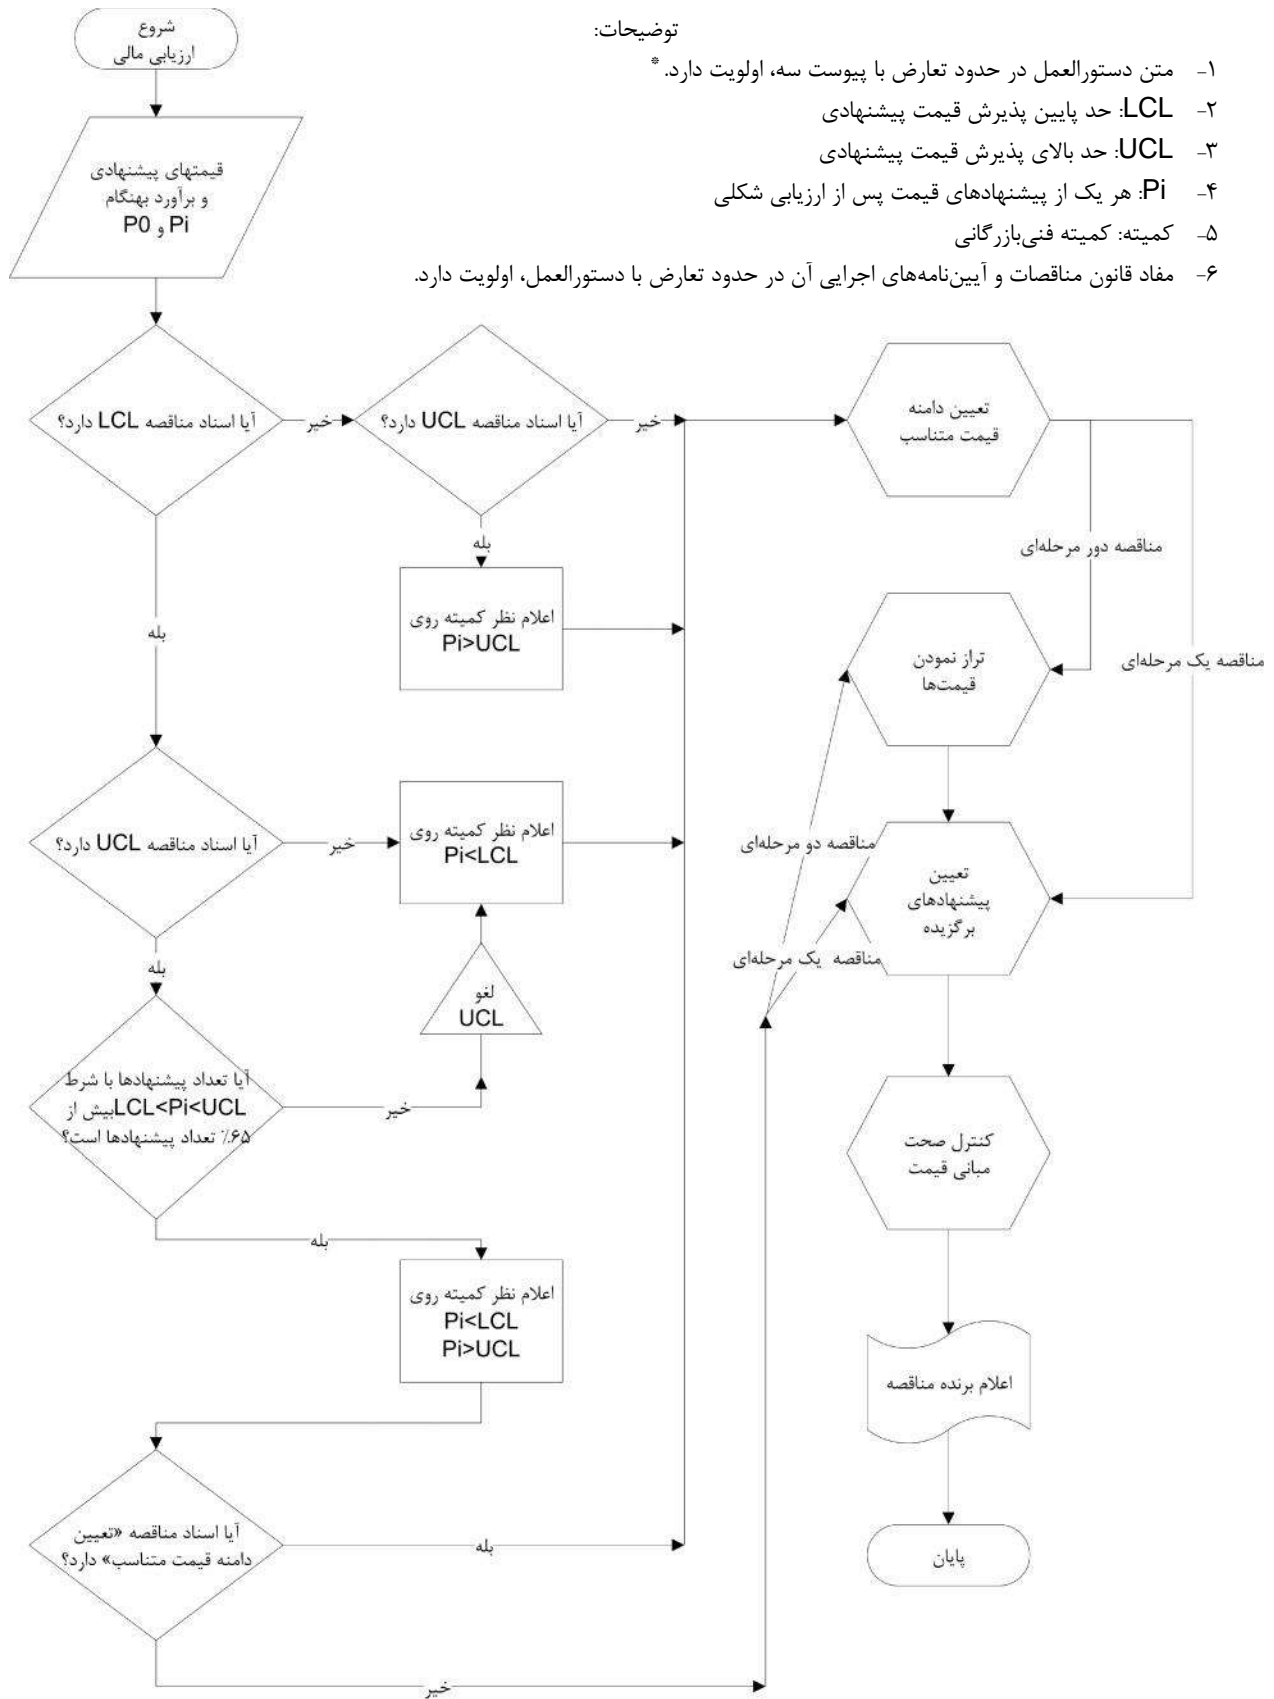 توضیحات:
۱- متن دستورالعمل در حدود تعارض با پیوست سه، اولویت دارد.*
۲- LCL: حد پایین پذیرش قیمت پیشنهادی
۳- UCL: حد بالای پذیرش قیمت پیشنهادی
۴- Pi: هر یک از پیشنهادهای قیمت پس از ارزیابی شکلی
۵- کمیته: کمیته فنی‌بازرگانی
۶- مفاد قانون مناقصات و آیین‌نامه‌های اجرایی آن در حدود تعارض با دستورالعمل، اولویت دارد.
شروع
ارزیابی مالی
قیمتهای پیشنهادی
و برآورد بهنگام
Pi و P0
آیا اسناد مناقصه LCL دارد؟
خیر
آیا اسناد مناقصه UCL دارد؟
خیر
تعیین دامنه
قیمت متناسب
بله
اعلام نظر کمیته روی
Pi>UCL
مناقصه دور مرحله‌ای
مناقصه یک مرحله‌ای
بله
تراز نمودن
قیمت‌ها
آیا اسناد مناقصه UCL دارد؟
خیر
اعلام نظر کمیته روی
Pi<LCL
مناقصه دو مرحله‌ای
تعیین
پیشنهادهای
برگزیده
مناقصه یک مرحله‌ای
بله
لغو
UCL
آیا تعداد پیشنهادها با شرط
LCL<Pi<UCL بیش از
۶۵٪ تعداد پیشنهادها است؟
خیر
کنترل صحت
مبانی قیمت
بله
اعلام نظر کمیته روی
Pi<LCL
Pi>UCL
اعلام برنده مناقصه
آیا اسناد مناقصه «تعیین
دامنه قیمت متناسب» دارد؟
بله
پایان
خیر